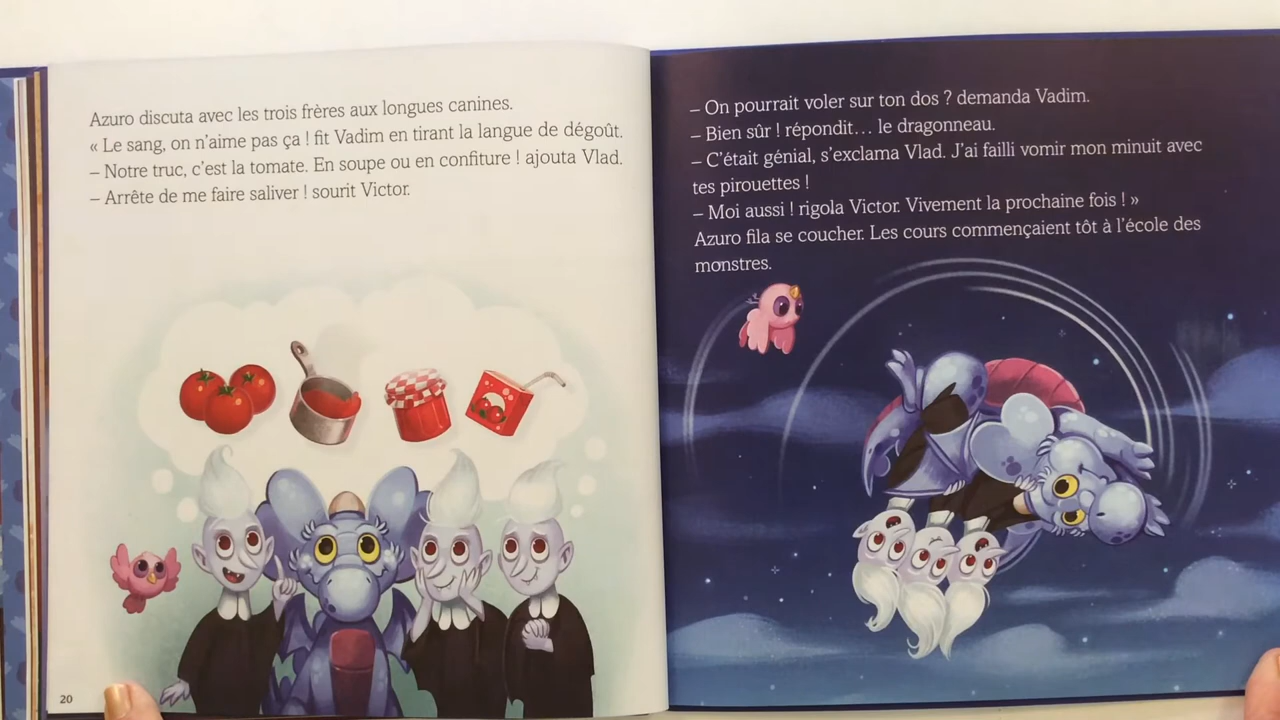 Azuro discuta avec les trois frères aux longues canines.
« Le sang, on n’aime pas ça ! fit Vadim en tirant la langue de dégoût.
– Notre truc, c’est la tomate. En soupe ou en confiture ! ajouta Vlad.
– Arrête de me faire saliver ! sourit Victor.
20
– On pourrait voler sur ton dos ? demanda Vadim.
– Bien sûr ! répondit… le dragonneau.
– C’était génial, s’exclama Vlad. J’ai failli vomir mon minuit avec
tes pirouettes !
– Moi aussi ! rigola Victor. Vivement la prochaine fois ! »
Azuro fila se coucher. Les cours commençaient tôt à l’école des
monstres.